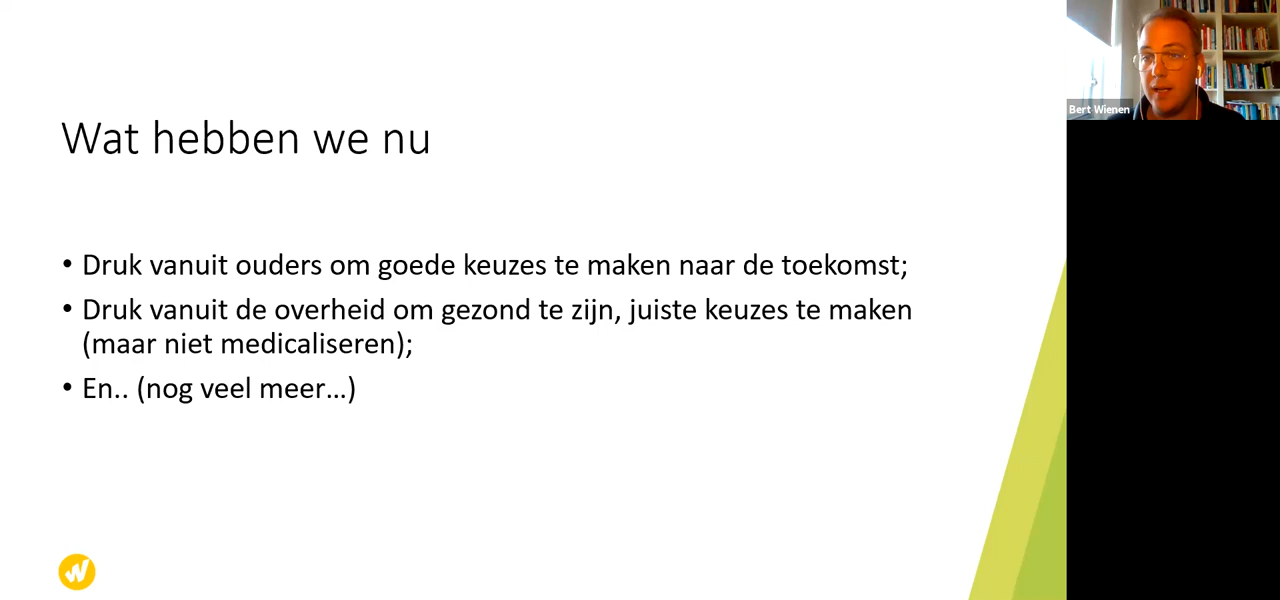 Wat hebben we nu
• Druk vanuit ouders om goede keuzes te maken naar de toekomst;
• Druk vanuit de overheid om gezond te zijn, juiste keuzes te maken
(maar niet medicaliseren);
• En.. (nog veel meer…)
Bert Wienen